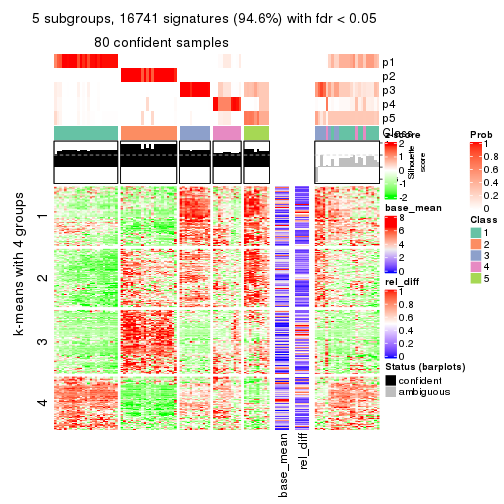 5 subgroups, 16741 signatures (94.6%) with fdr < 0.05
80 confident samples
p1
p2
p3
p4
p5
Class
z-score
2
1
0
-1
-2
Silhouette
score
base_mean
8
6
4
2
0
rel_diff
1
0.8
0.6
0.4
0.2
0
Status (barplots)
confident
ambiguous
Prob
1
0.8
0.6
0.4
0.2
0
Class
1
2
3
4
5
k-means with 4 groups
1
2
3
4
base_mean
rel_diff